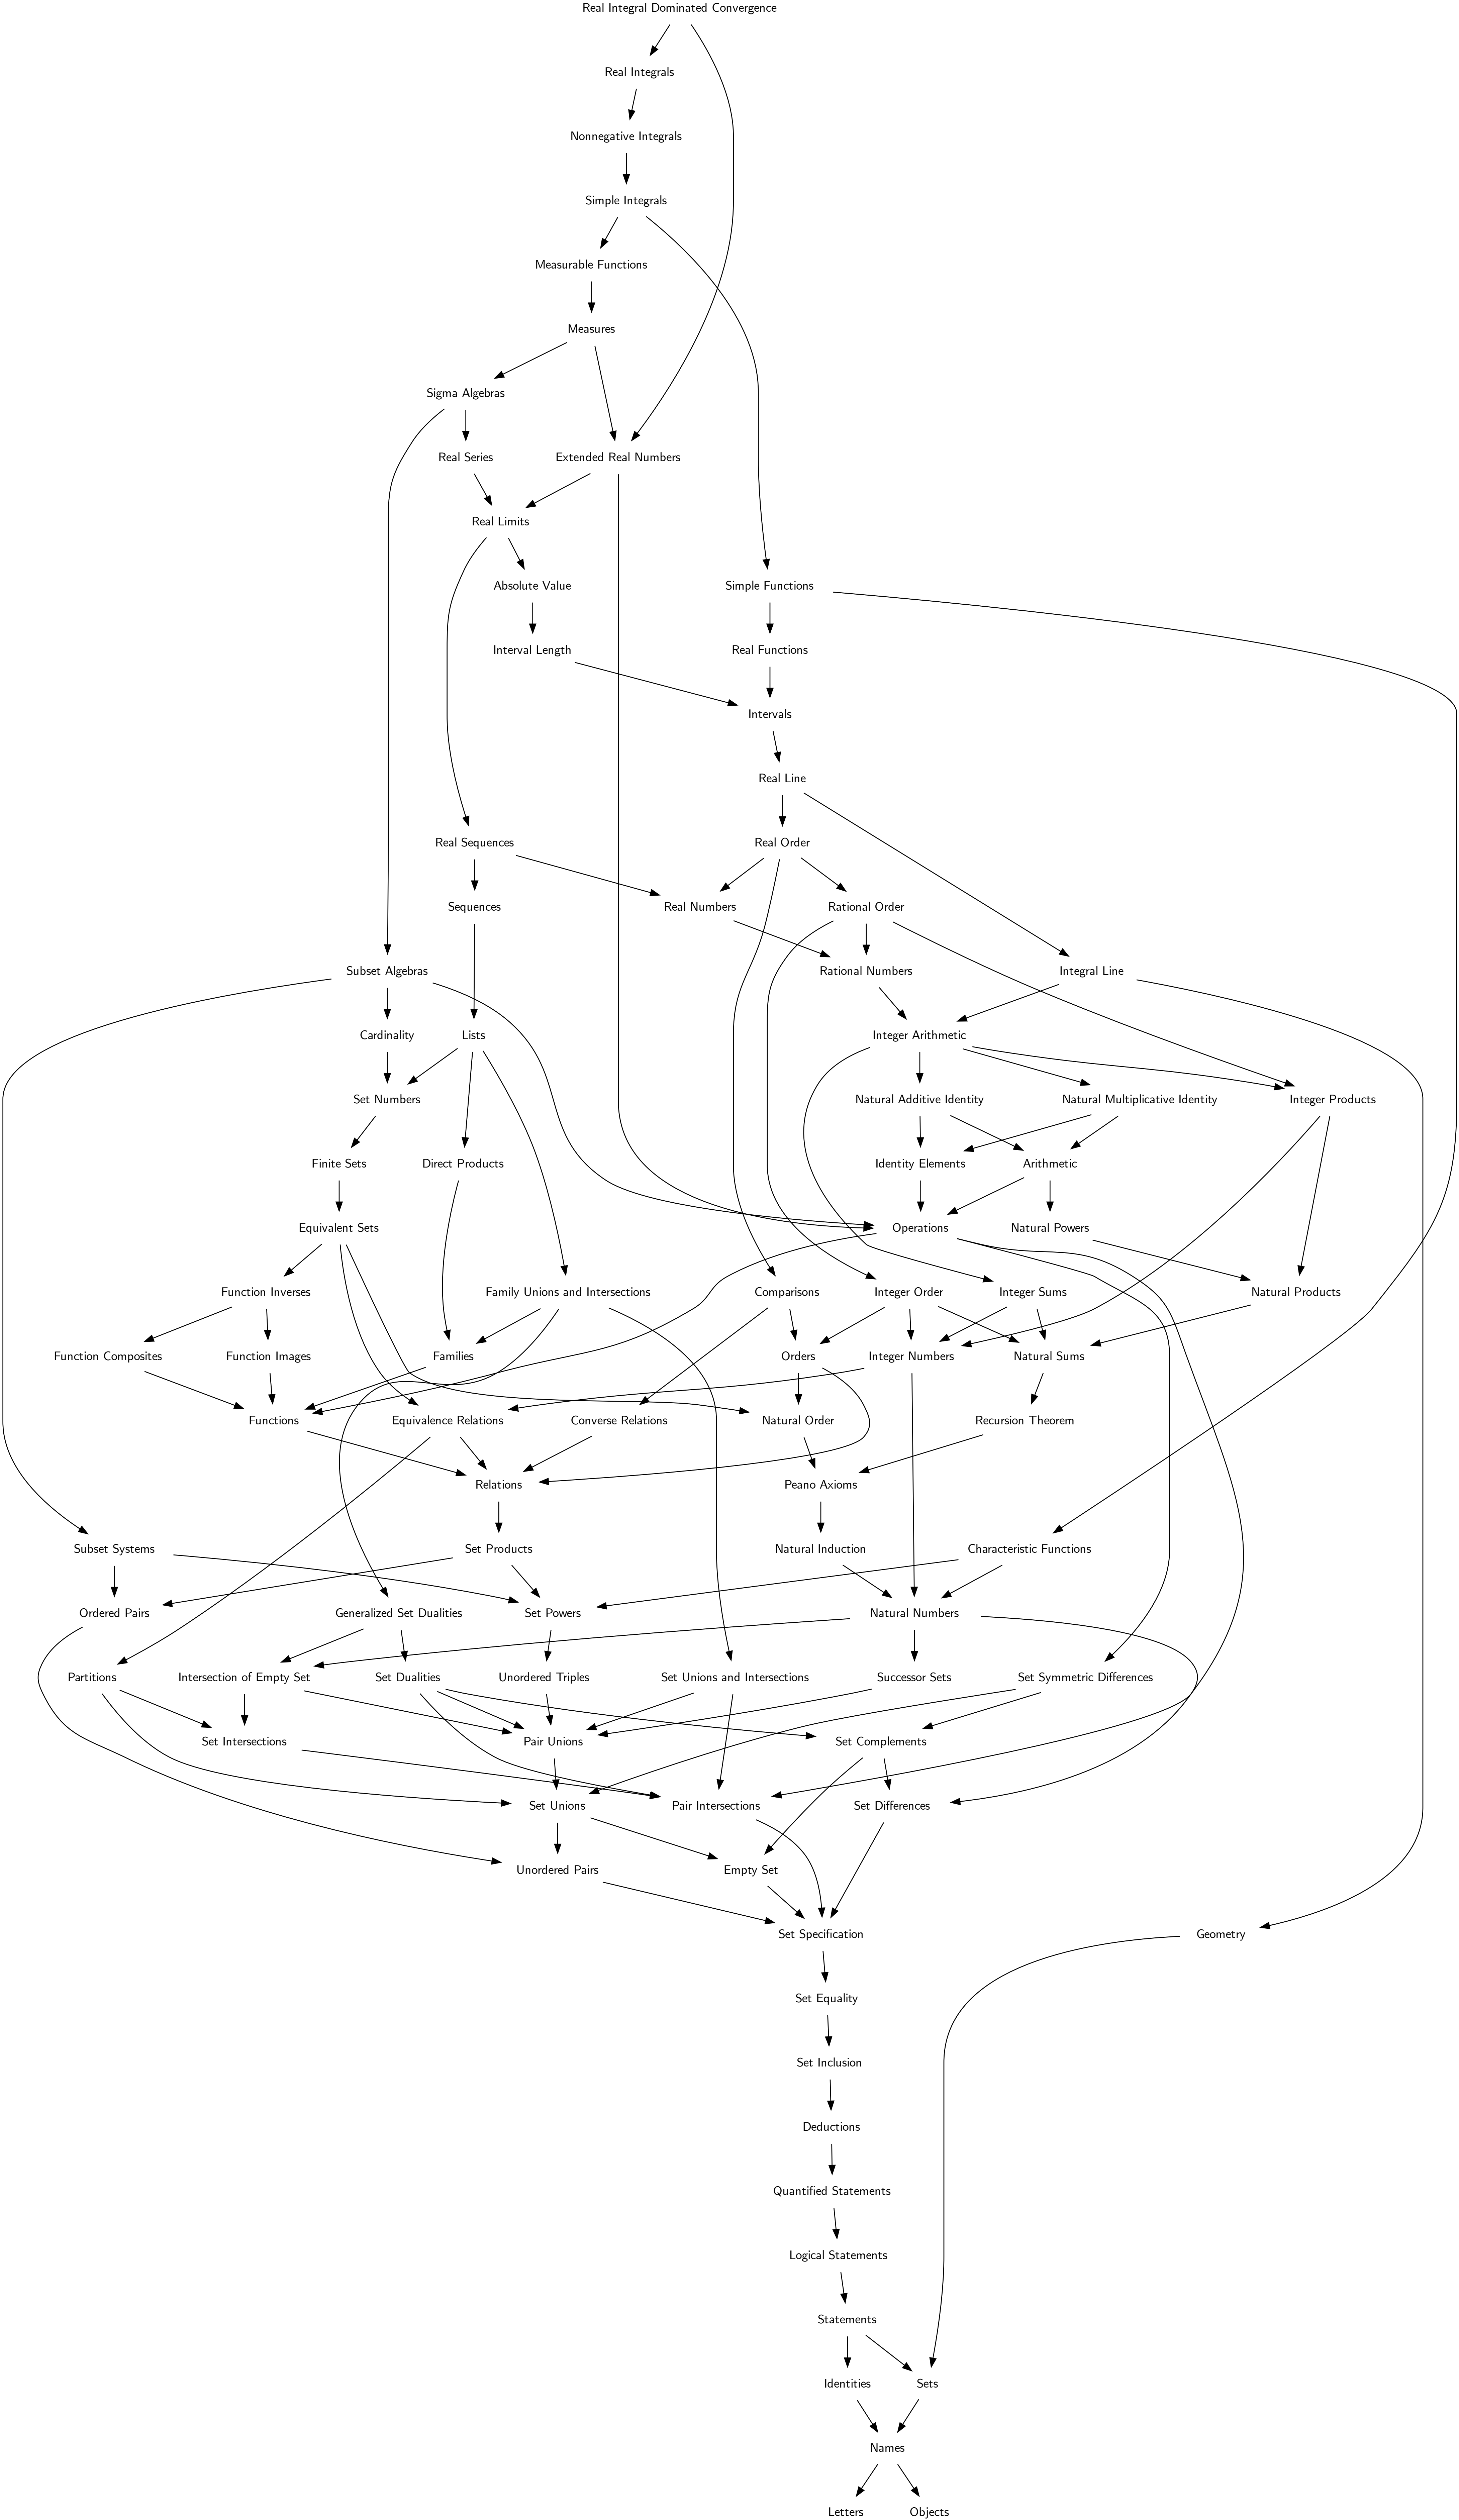 Real Integral Dominated Convergence
Real Integrals
Nonnegative Integrals
Simple Integrals
Measurable Functions
Measures
Sigma Algebras
Real Series
Extended Real Numbers
Real Limits
Absolute Value
Simple Functions
Interval Length
Real Functions
Intervals
Real Line
Real Sequences
Real Order
Sequences
Real Numbers
Rational Order
Subset Algebras
Rational Numbers
Integral Line
Cardinality
Lists
Integer Arithmetic
Set Numbers
Natural Additive Identity
Natural Multiplicative Identity
Integer Products
Finite Sets
Direct Products
Identity Elements
Arithmetic
Equivalent Sets
Operations
Natural Powers
Function Inverses
Family Unions and Intersections
Comparisons
Integer Order
Integer Sums
Natural Products
Function Composites
Function Images
Families
Orders
Integer Numbers
Natural Sums
Functions
Equivalence Relations
Converse Relations
Natural Order
Recursion Theorem
Relations
Peano Axioms
Subset Systems
Set Products
Natural Induction
Characteristic Functions
Ordered Pairs
Generalized Set Dualities
Set Powers
Natural Numbers
Partitions
Intersection of Empty Set
Set Dualities
Unordered Triples
Set Unions and Intersections
Successor Sets
Set Symmetric Differences
Set Intersections
Pair Unions
Set Complements
Set Unions
Pair Intersections
Set Differences
Unordered Pairs
Empty Set
Set Specification
Geometry
Set Equality
Set Inclusion
Deductions
Quantified Statements
Logical Statements
Statements
Identities
Sets
Names
Letters
Objects